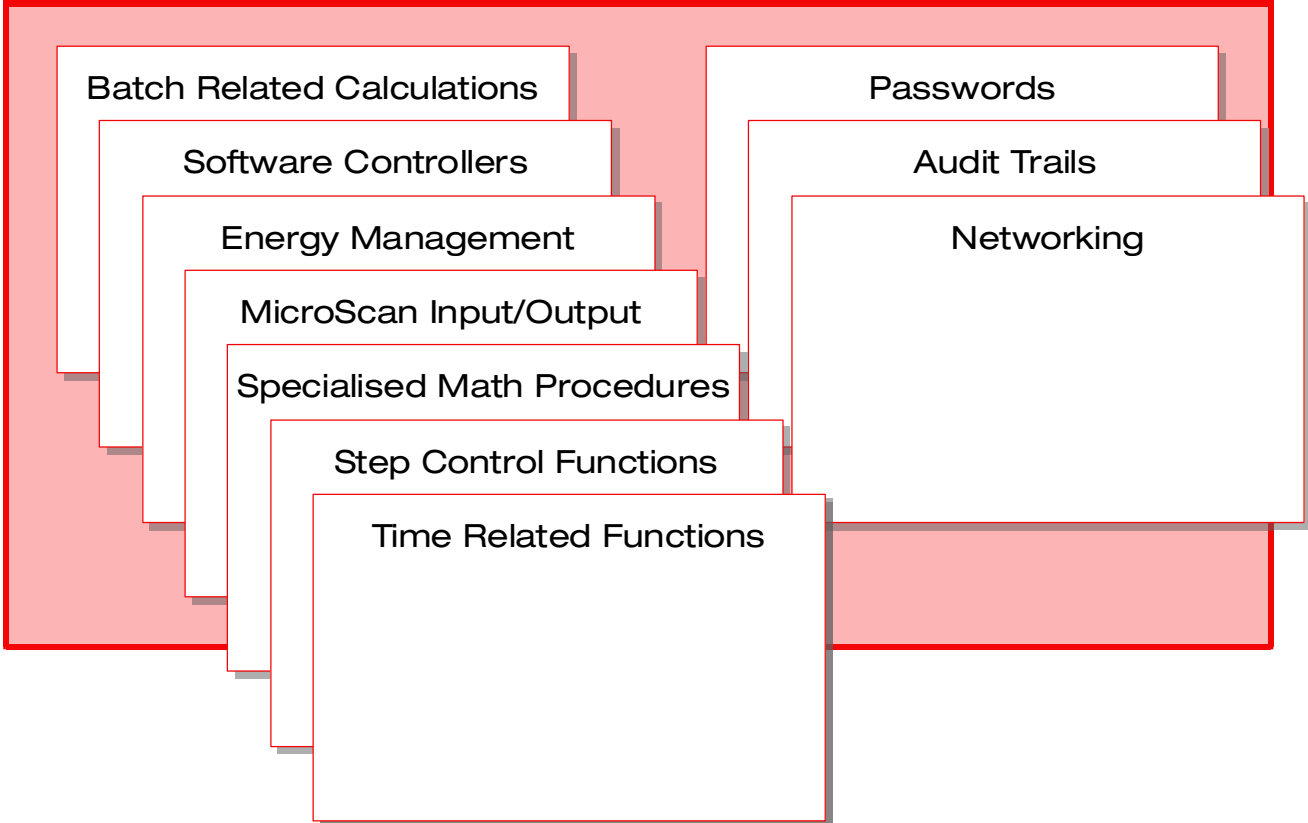 Batch Related Calculations
Software Controllers
Energy Management
MicroScan Input/Output
Specialised Math Procedures
Step Control Functions
Time Related Functions
Passwords
Audit Trails
Networking